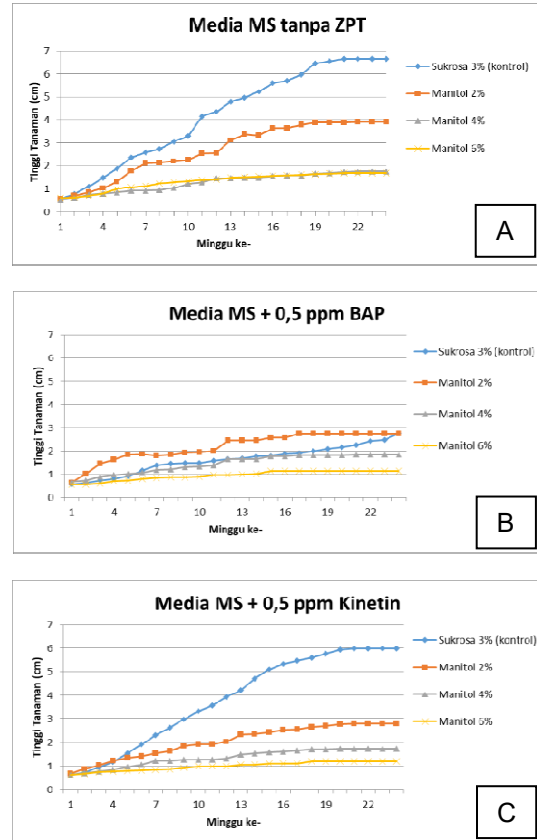 Media MS tanpa ZPT
7
6
5
4
3
2
1
0
Tinggi Tanaman (cm)
1 4 7 10 13 16 19 22
Minggu ke-
Sukrosa 3% (kontrol)
Manitol 2%
Manitol 4%
Manitol 6%
A
Media MS + 0,5 ppm BAP
7
6
5
4
3
2
1
0
Tinggi Tanaman (cm)
1 4 7 10 13 16 19 22
Minggu ke-
Sukrosa 3% (kontrol)
Manitol 2%
Manitol 4%
Manitol 6%
B
Media MS + 0,5 ppm Kinetin
7
6
5
4
3
2
1
0
Tinggi Tanaman (cm)
1 4 7 10 13 16 19 22
Minggu ke-
Sukrosa 3% (kontrol)
Manitol 2%
Manitol 4%
Manitol 6%
C